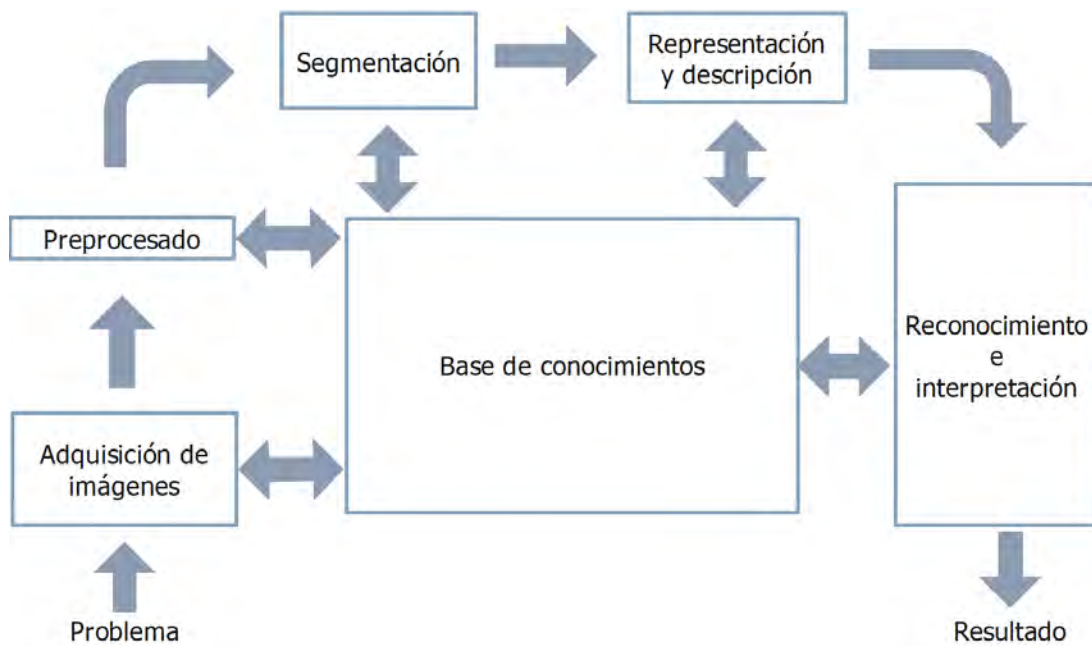 Segmentación
Representación
y descripción
Preprocesado
Base de conocimientos
Reconocimiento
e
interpretación
Adquisición de
imágenes
Problema
Resultado